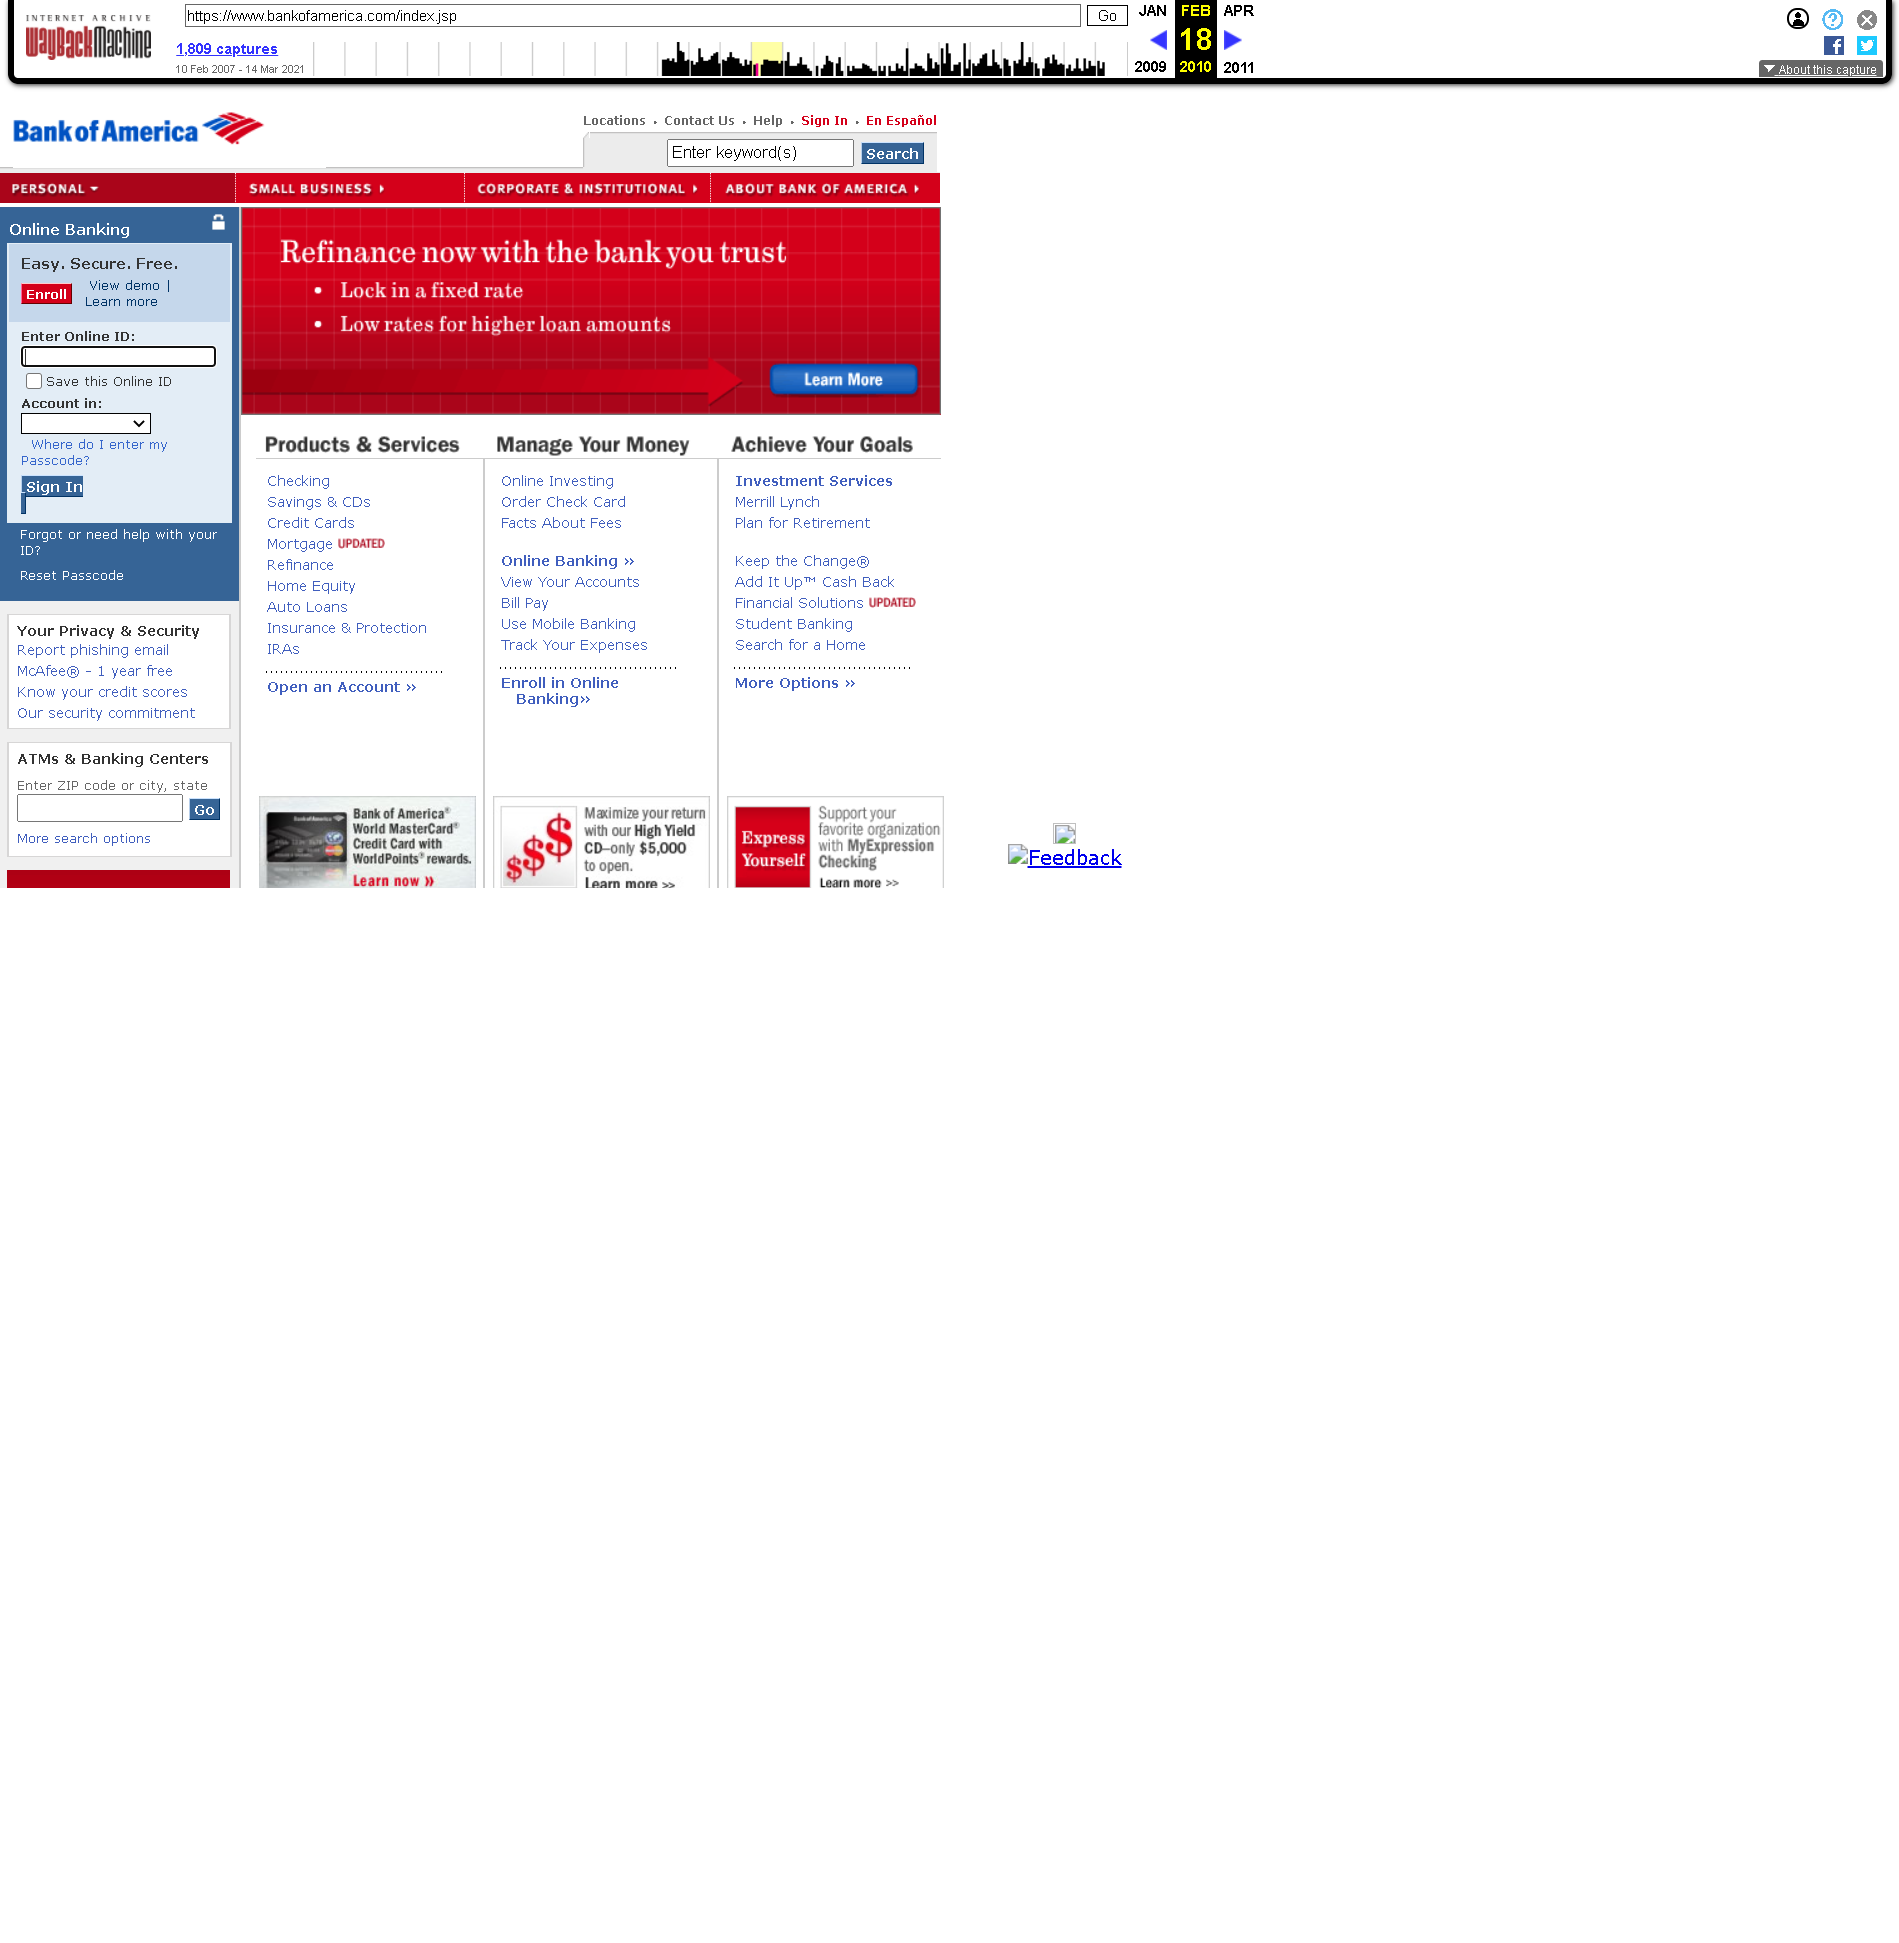 INTERNET ARCHIVE
WayBackMachine
https://www.bankofamerica.com/index.jsp
Go
JAN FEB APR
1,809 captures
18
10 Feb 2007 - 14 Mar 2021
2009 2010 2011
About this capture
Bank of America
Locations • Contact Us • Help • Sign In • En Español
Enter keyword(s)
Search
PERSONAL
SMALL BUSINESS
CORPORATE & INSTITUTIONAL
ABOUT BANK OF AMERICA
Online Banking
Easy. Secure. Free.
Enroll
View demo |
Learn more
Enter Online ID:
Save this Online ID
Account in:
Where do I enter my
Passcode?
Sign In
Forgot or need help with your
ID?
Reset Passcode
Refinance now with the bank you trust
• Lock in a fixed rate
• Low rates for higher loan amounts
Learn More
Your Privacy & Security
Report phishing email
McAfee® - 1 year free
Know your credit scores
Our security commitment
ATMs & Banking Centers
Enter ZIP code or city, state
Go
More search options
Products & Services
Checking
Savings & CDs
Credit Cards
Mortgage UPDATED
Refinance
Home Equity
Auto Loans
Insurance & Protection
IRAs
Open an Account »
Manage Your Money
Online Investing
Order Check Card
Facts About Fees
Online Banking »
View Your Accounts
Bill Pay
Use Mobile Banking
Track Your Expenses
Enroll in Online
Banking»
Achieve Your Goals
Investment Services
Merrill Lynch
Plan for Retirement
Keep the Change®
Add It Up™ Cash Back
Financial Solutions UPDATED
Student Banking
Search for a Home
More Options »
BankofAmerica
Bank of America®
World MasterCard®
Credit Card with
WorldPoints® rewards.
Learn now »
$$$
Maximize your return
with our High Yield
CD–only $5,000
to open.
Learn more >>
Express
Yourself
Support your
favorite organization
with MyExpression
Checking
Learn more >>
Feedback